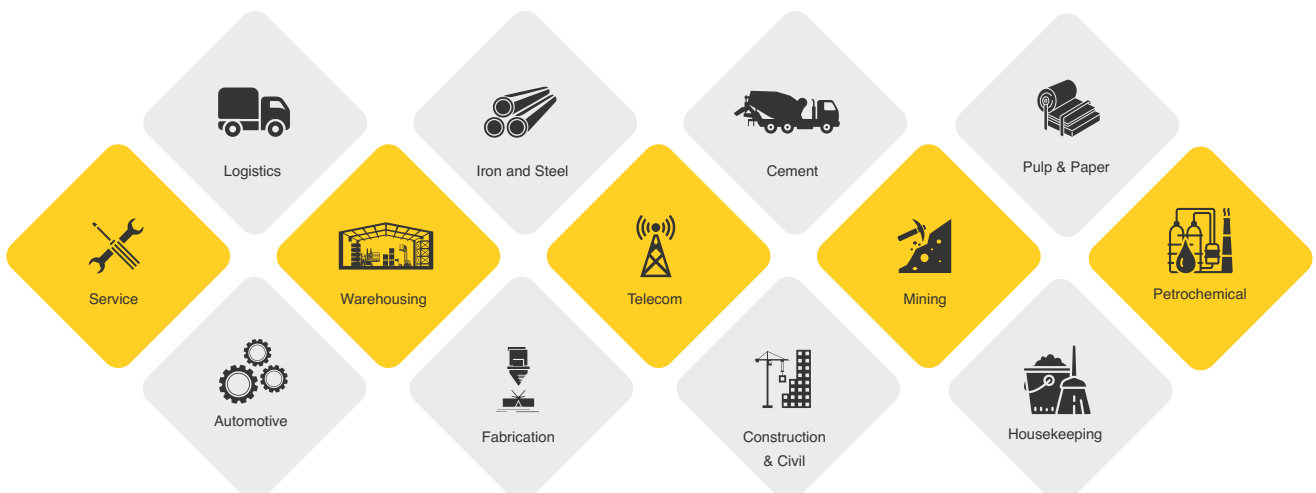 Logistics
Iron and Steel
Cement
Pulp & Paper
Service
Warehousing
Telecom
Mining
Petrochemical
Automotive
Fabrication
Construction
& Civil
Housekeeping